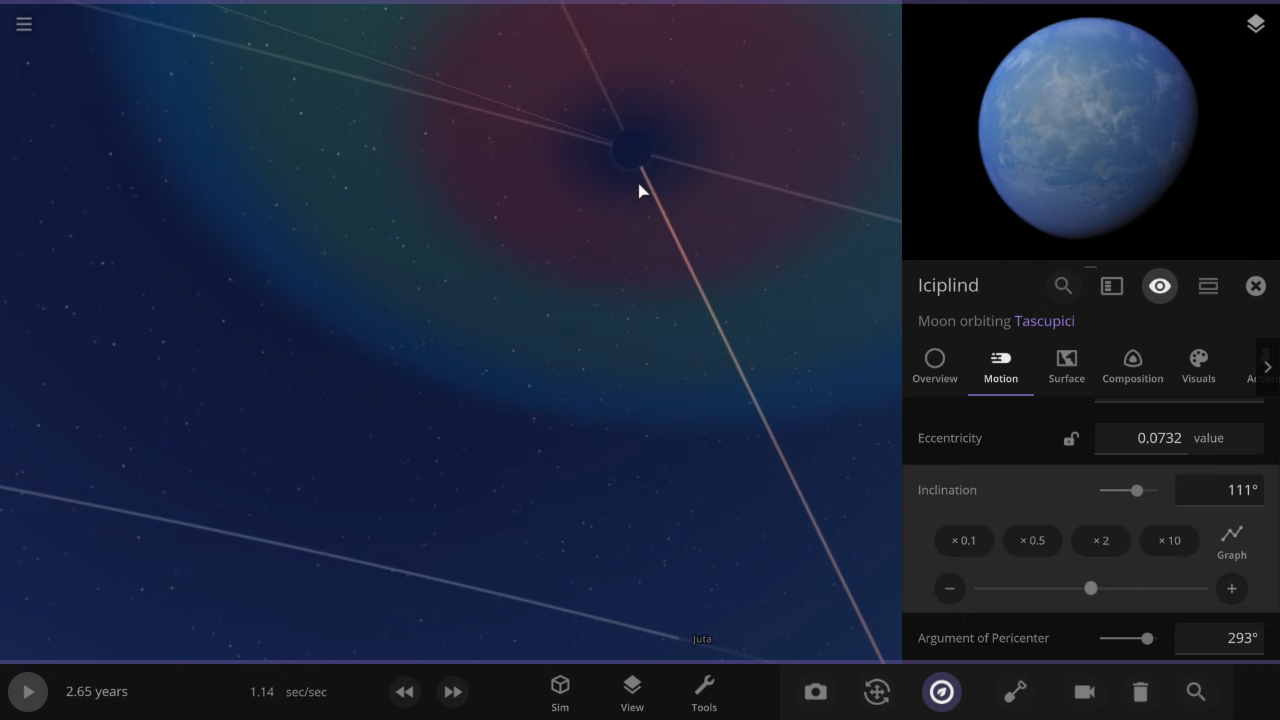 Iciplind
Moon orbiting Tascupici
Overview
Motion
Surface
Composition
Visuals
Eccentricity
0.0732 value
Inclination
111°
× 0.1
× 0.5
× 2
× 10
Graph
Argument of Pericenter
293°
Juta
2.65 years
1.14 sec/sec
Sim
View
Tools